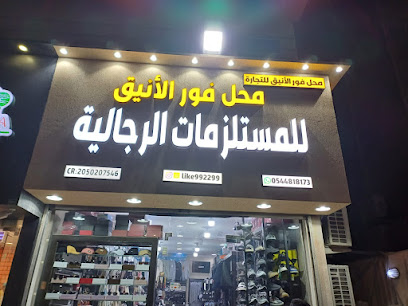 محل فور الأنيق للتجارة
محل فور الأنيق
للمستلزمات الرجالية
CR.2050207546
like992299
0544818173